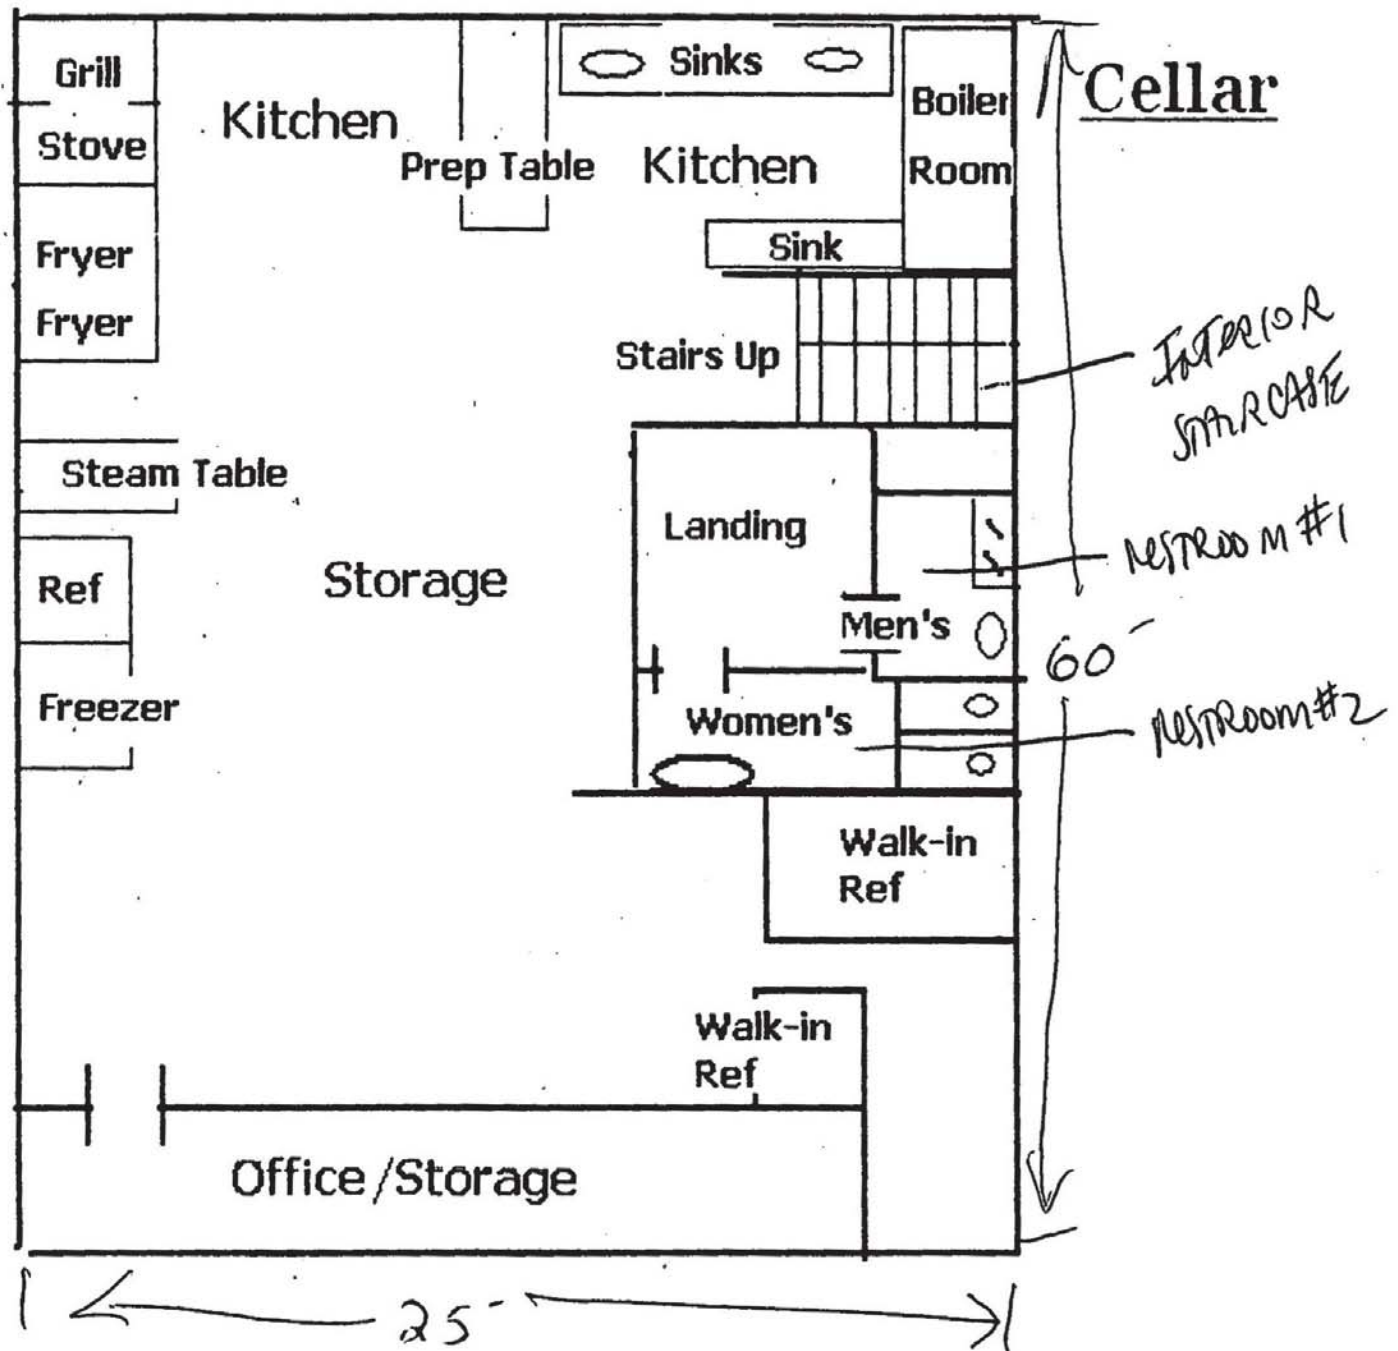 Cellar
Grill
Sinks
Boiler
Room
Kitchen
Stove
Prep Table
Kitchen
Fryer
Sink
Fryer
Stairs Up
INTERIOR
STAIRCASE
Steam Table
Landing
RESTROOM #1
Ref
Storage
Men's
60'
Freezer
Women's
RESTROOM #2
Walk-in
Ref
Walk-in
Ref
Office/Storage
25'